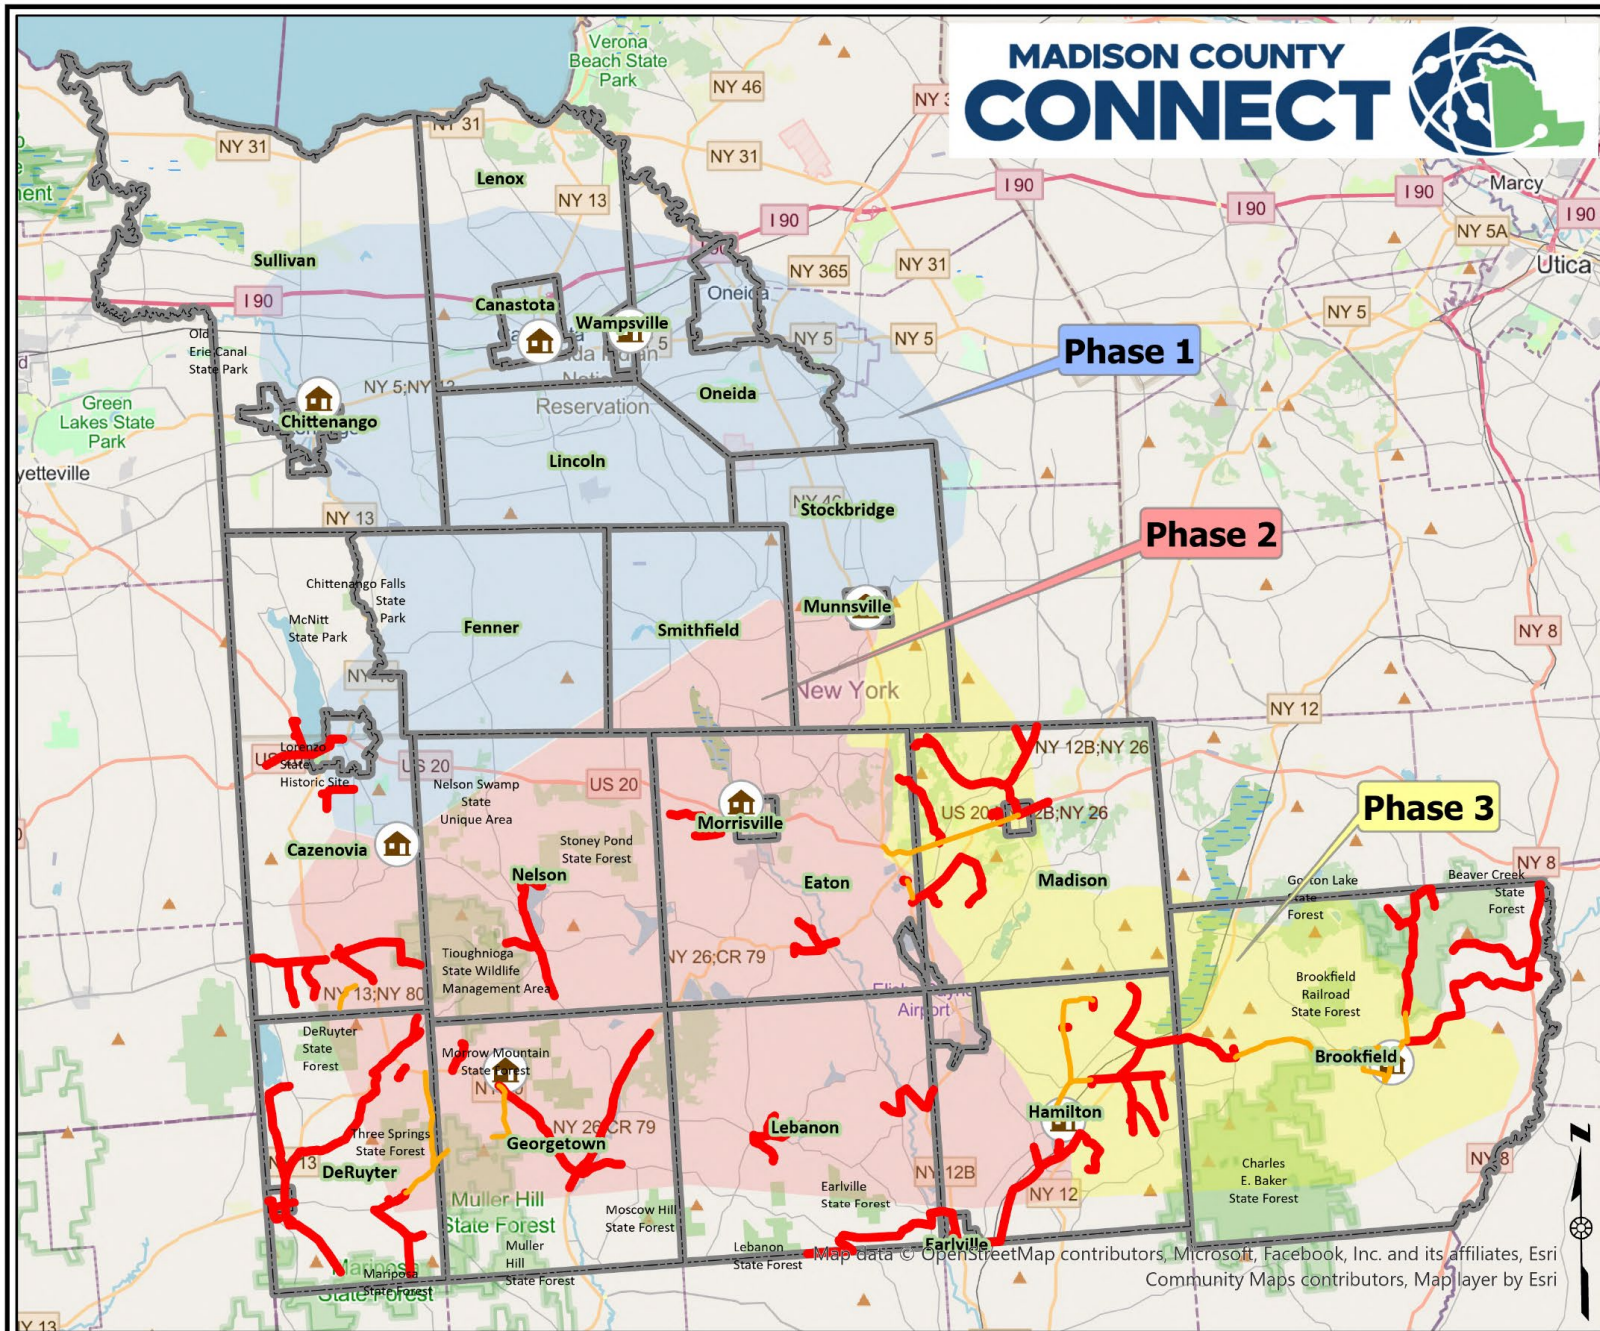 MADISON COUNTY
CONNECT
Verona
Beach State
Park
NY 46
NY 31
NY 31
NY 31
Lenox
NY 13
I 90
I 90
I 90
I 90
I 90
Marcy
NY 5A
Utica
Sullivan
NY 365
NY 31
I 90
Canastota
Oneida
Wampsville
NY 5
NY 5
NY 5
Old
Erie Canal
State Park
Phase 1
Green
Lakes State
Park
Reservation
Oneida
Chittenango
yetteville
Lincoln
NY 13
Stockbridge
Phase 2
Chittenango Falls
State
Park
McNitt
State Park
Munnsville
Fenner
Smithfield
NY 8
New York
NY 12
Lorenzo
State
Historic Site
US 20
US 20
NY 12B;NY 26
Nelson Swamp
State
Unique Area
Morrisville
Phase 3
Cazenovia
Stoney Pond
State Forest
Nelson
Eaton
Madison
NY 8
Beaver Creek
State
Forest
Forest
Tioughnioga
State Wildlife
Management Area
NY 26;CR 79
NY 13;NY 80
Airport
Brookfield
Railroad
State Forest
DeRuyter
State
Forest
Morrow Mountain
State Forest
Brookfield
Hamilton
Three Springs
State Forest
DeRuyter
Georgetown
NY 26;CR 79
Lebanon
NY 12B
NY 12
NY 8
Charles
E. Baker
State Forest
Muller Hill
State Forest
Moscow Hill
State Forest
Earlville
State Forest
Muller
Hill
State Forest
Lebanon
State Forest
Earlville
Mariposa
State Forest
State Forest
Map data © OpenStreetMap contributors, Microsoft, Facebook, Inc. and its affiliates, Esri
Community Maps contributors, Map layer by Esri
N